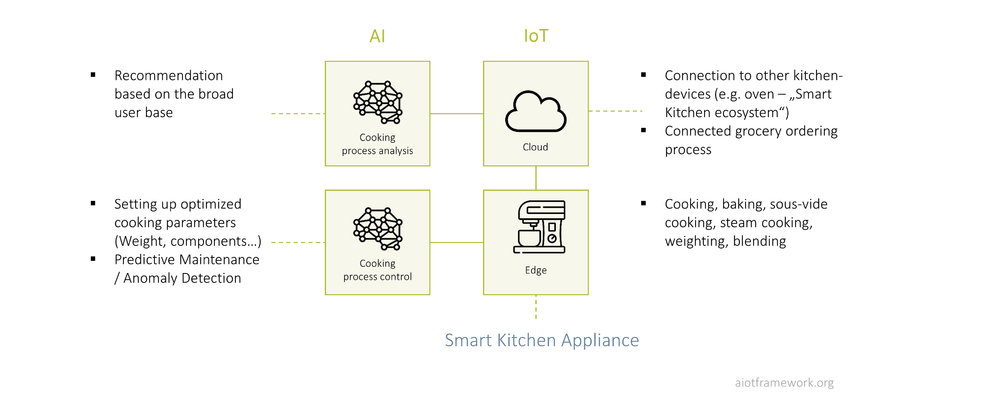 AI
IoT
▪ Recommendation
based on the broad
user base
Cooking
process analysis
Cloud
▪ Connection to other kitchen-
devices (e.g. oven – „Smart
Kitchen ecosystem“)
▪ Connected grocery ordering
process
▪ Setting up optimized
cooking parameters
(Weight, components…)
▪ Predictive Maintenance
/ Anomaly Detection
Cooking
process control
Edge
▪ Cooking, baking, sous-vide
cooking, steam cooking,
weighting, blending
Smart Kitchen Appliance
aiotframework.org